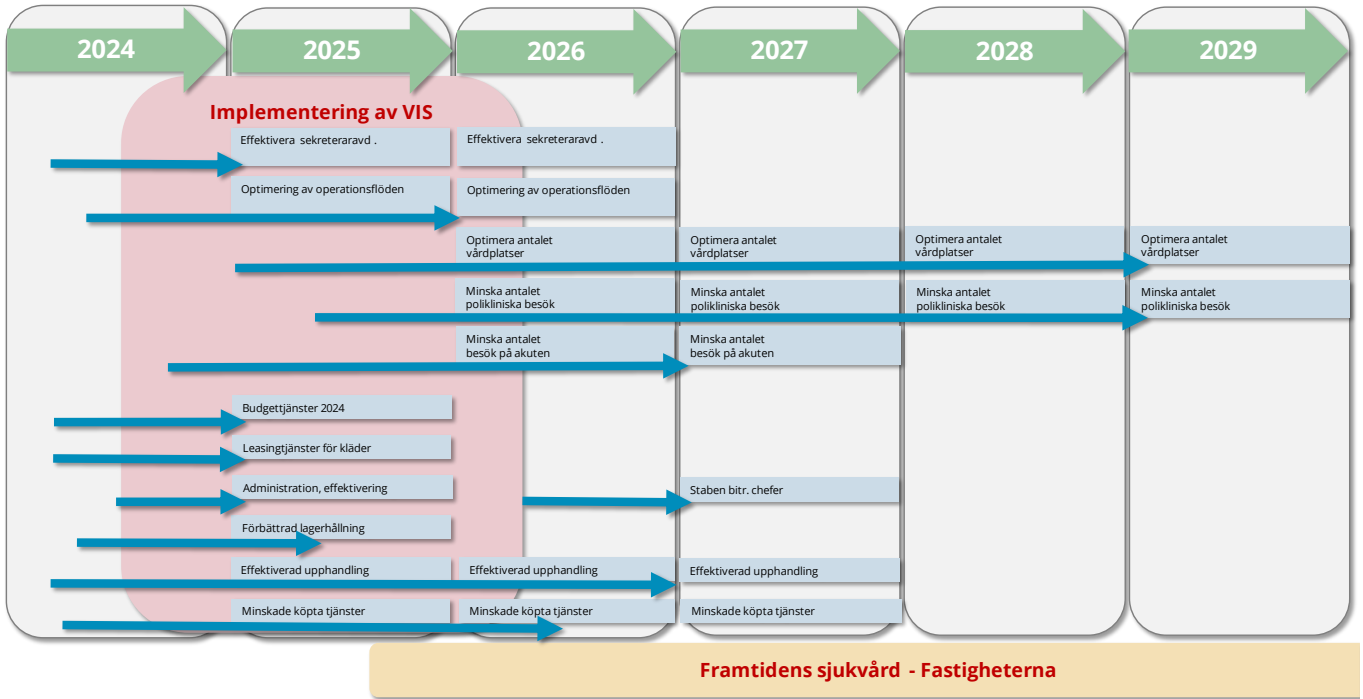 2024 2025 2026 2027 2028 2029
Implementering av VIS
Effektivera sekreteraravd . Effektivera sekreteraravd .
Optimering av operationsflöden Optimering av operationsflöden
Optimera antalet Optimera antalet Optimera antalet Optimera antalet
vårdplatser vårdplatser vårdplatser vårdplatser
Minska antalet Minska antalet Minska antalet Minska antalet
polikliniska besök polikliniska besök polikliniska besök polikliniska besök
Minska antalet Minska antalet
besök på akuten besök på akuten
Budgettjänster 2024
Leasingtjänster för kläder
Administration, effektivering Staben bitr. chefer
Förbättrad lagerhållning
Effektiverad upphandling Effektiverad upphandling Effektiverad upphandling
Minskade köpta tjänster Minskade köpta tjänster Minskade köpta tjänster
Framtidens sjukvård - Fastigheterna